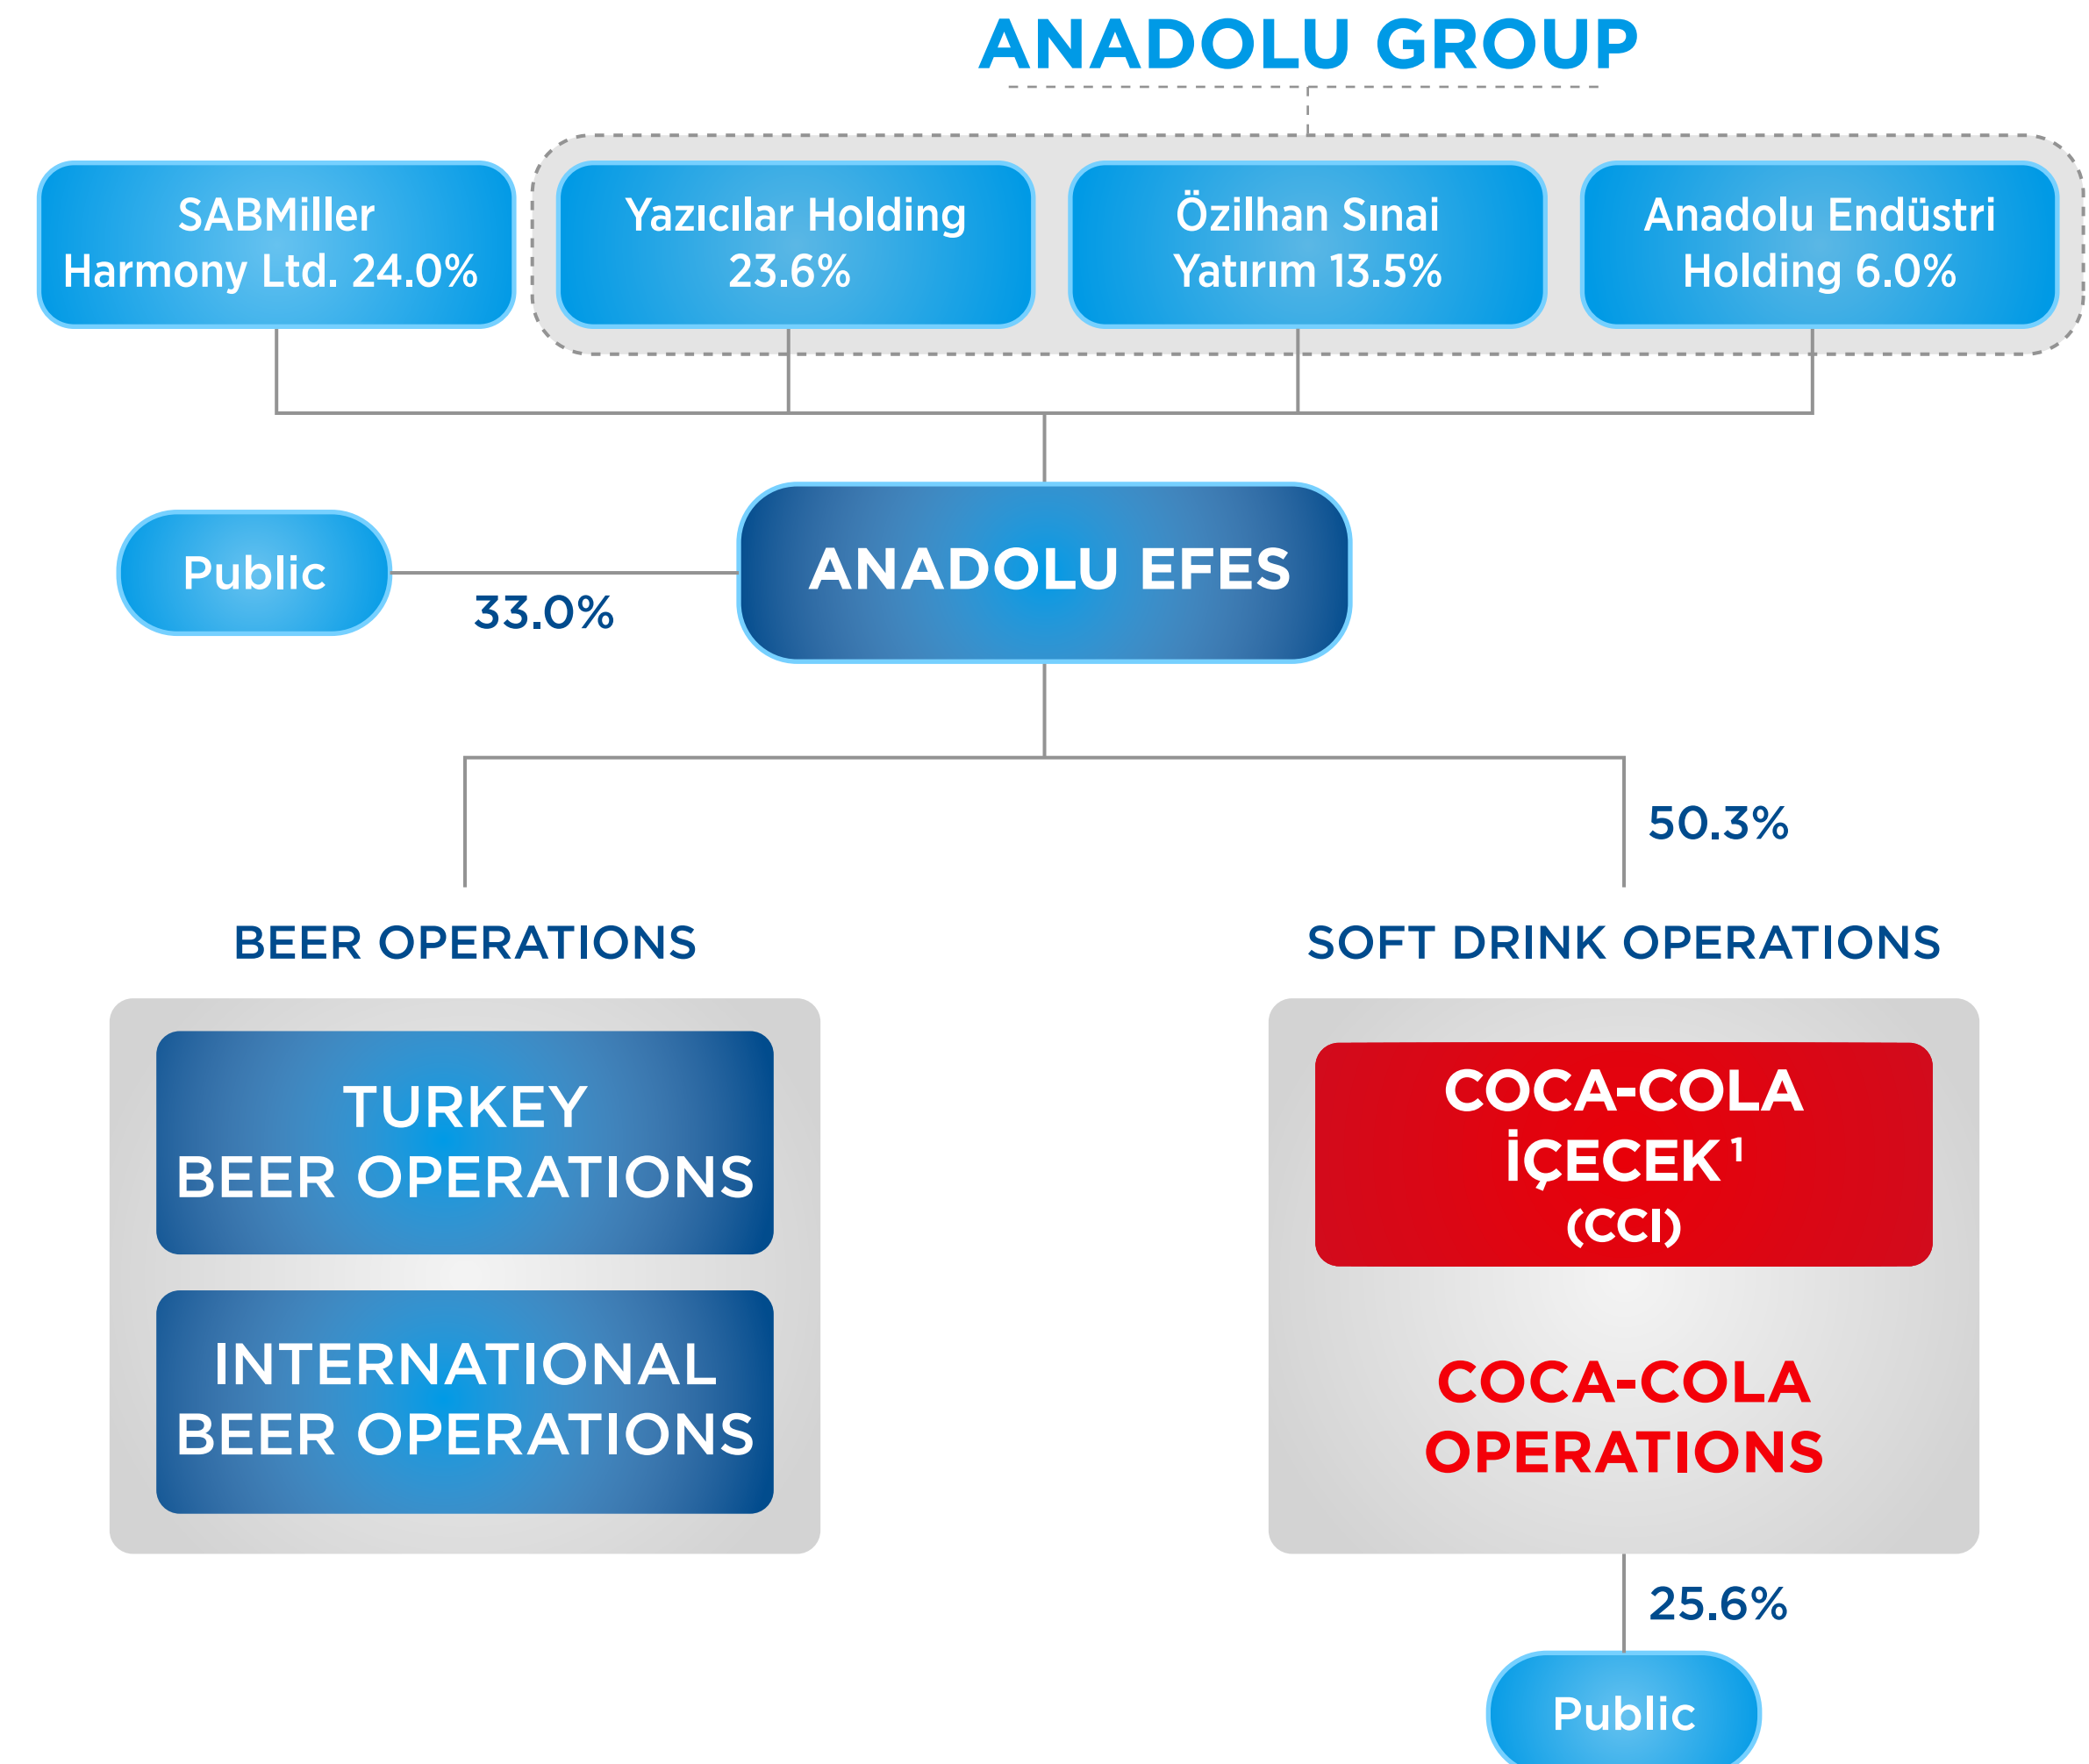 ANADOLU GROUP
SABMiller
Harmony Ltd. 24.0%
Yazıcılar Holding
23.6%
Özilhan Sınai
Yatırım 13.5%
Anadolu Endüstri
Holding 6.0%
Public
33.0%
ANADOLU EFES
50.3%
BEER OPERATIONS
TURKEY
BEER OPERATIONS
INTERNATIONAL
BEER OPERATIONS
SOFT DRINK OPERATIONS
COCA-COLA
İÇECEK ¹
(CCI)
COCA-COLA
OPERATIONS
25.6%
Public